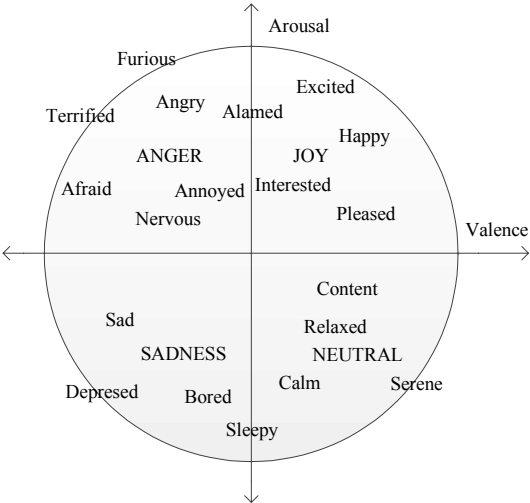 Arousal
Furious
Excited
Angry
Terrified
Alamed
Happy
ANGER
JOY
Afraid
Annoyed
Interested
Nervous
Pleased
Valence
Content
Sad
Relaxed
SADNESS
NEUTRAL
Calm
Serene
Depresed
Bored
Sleepy